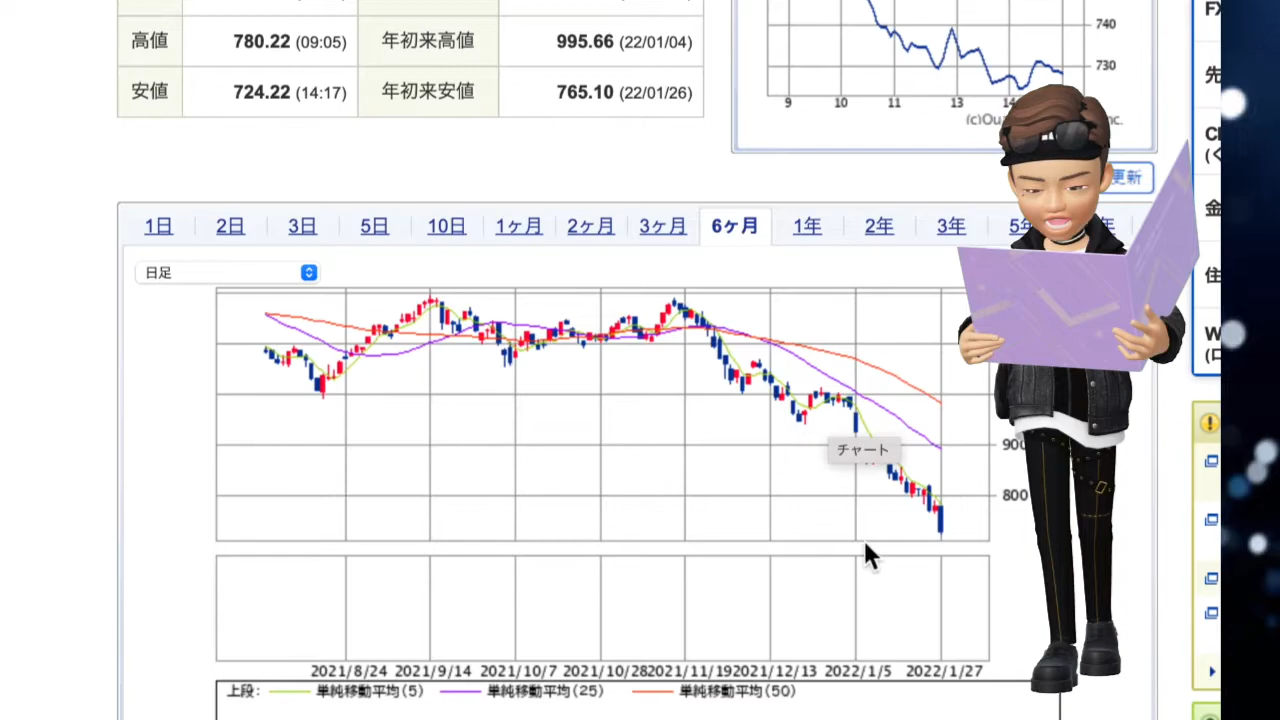 高値 780.22 (09:05) 年初来高値 995.66 (22/01/04)
安値 724.22 (14:17) 年初来安値 765.10 (22/01/26)
740
730
9 10 11 13
更新
1日 2日 3日 5日 10日 1ヶ月 2ヶ月 3ヶ月 6ヶ月 1年 2年 3年
日足
チャート
800
2021/8/24 2021/9/14 2021/10/7 2021/10/28 2021/11/19 2021/12/13 2022/1/5 2022/1/27
上段: 単純移動平均(5) 単純移動平均(25) 単純移動平均(50)